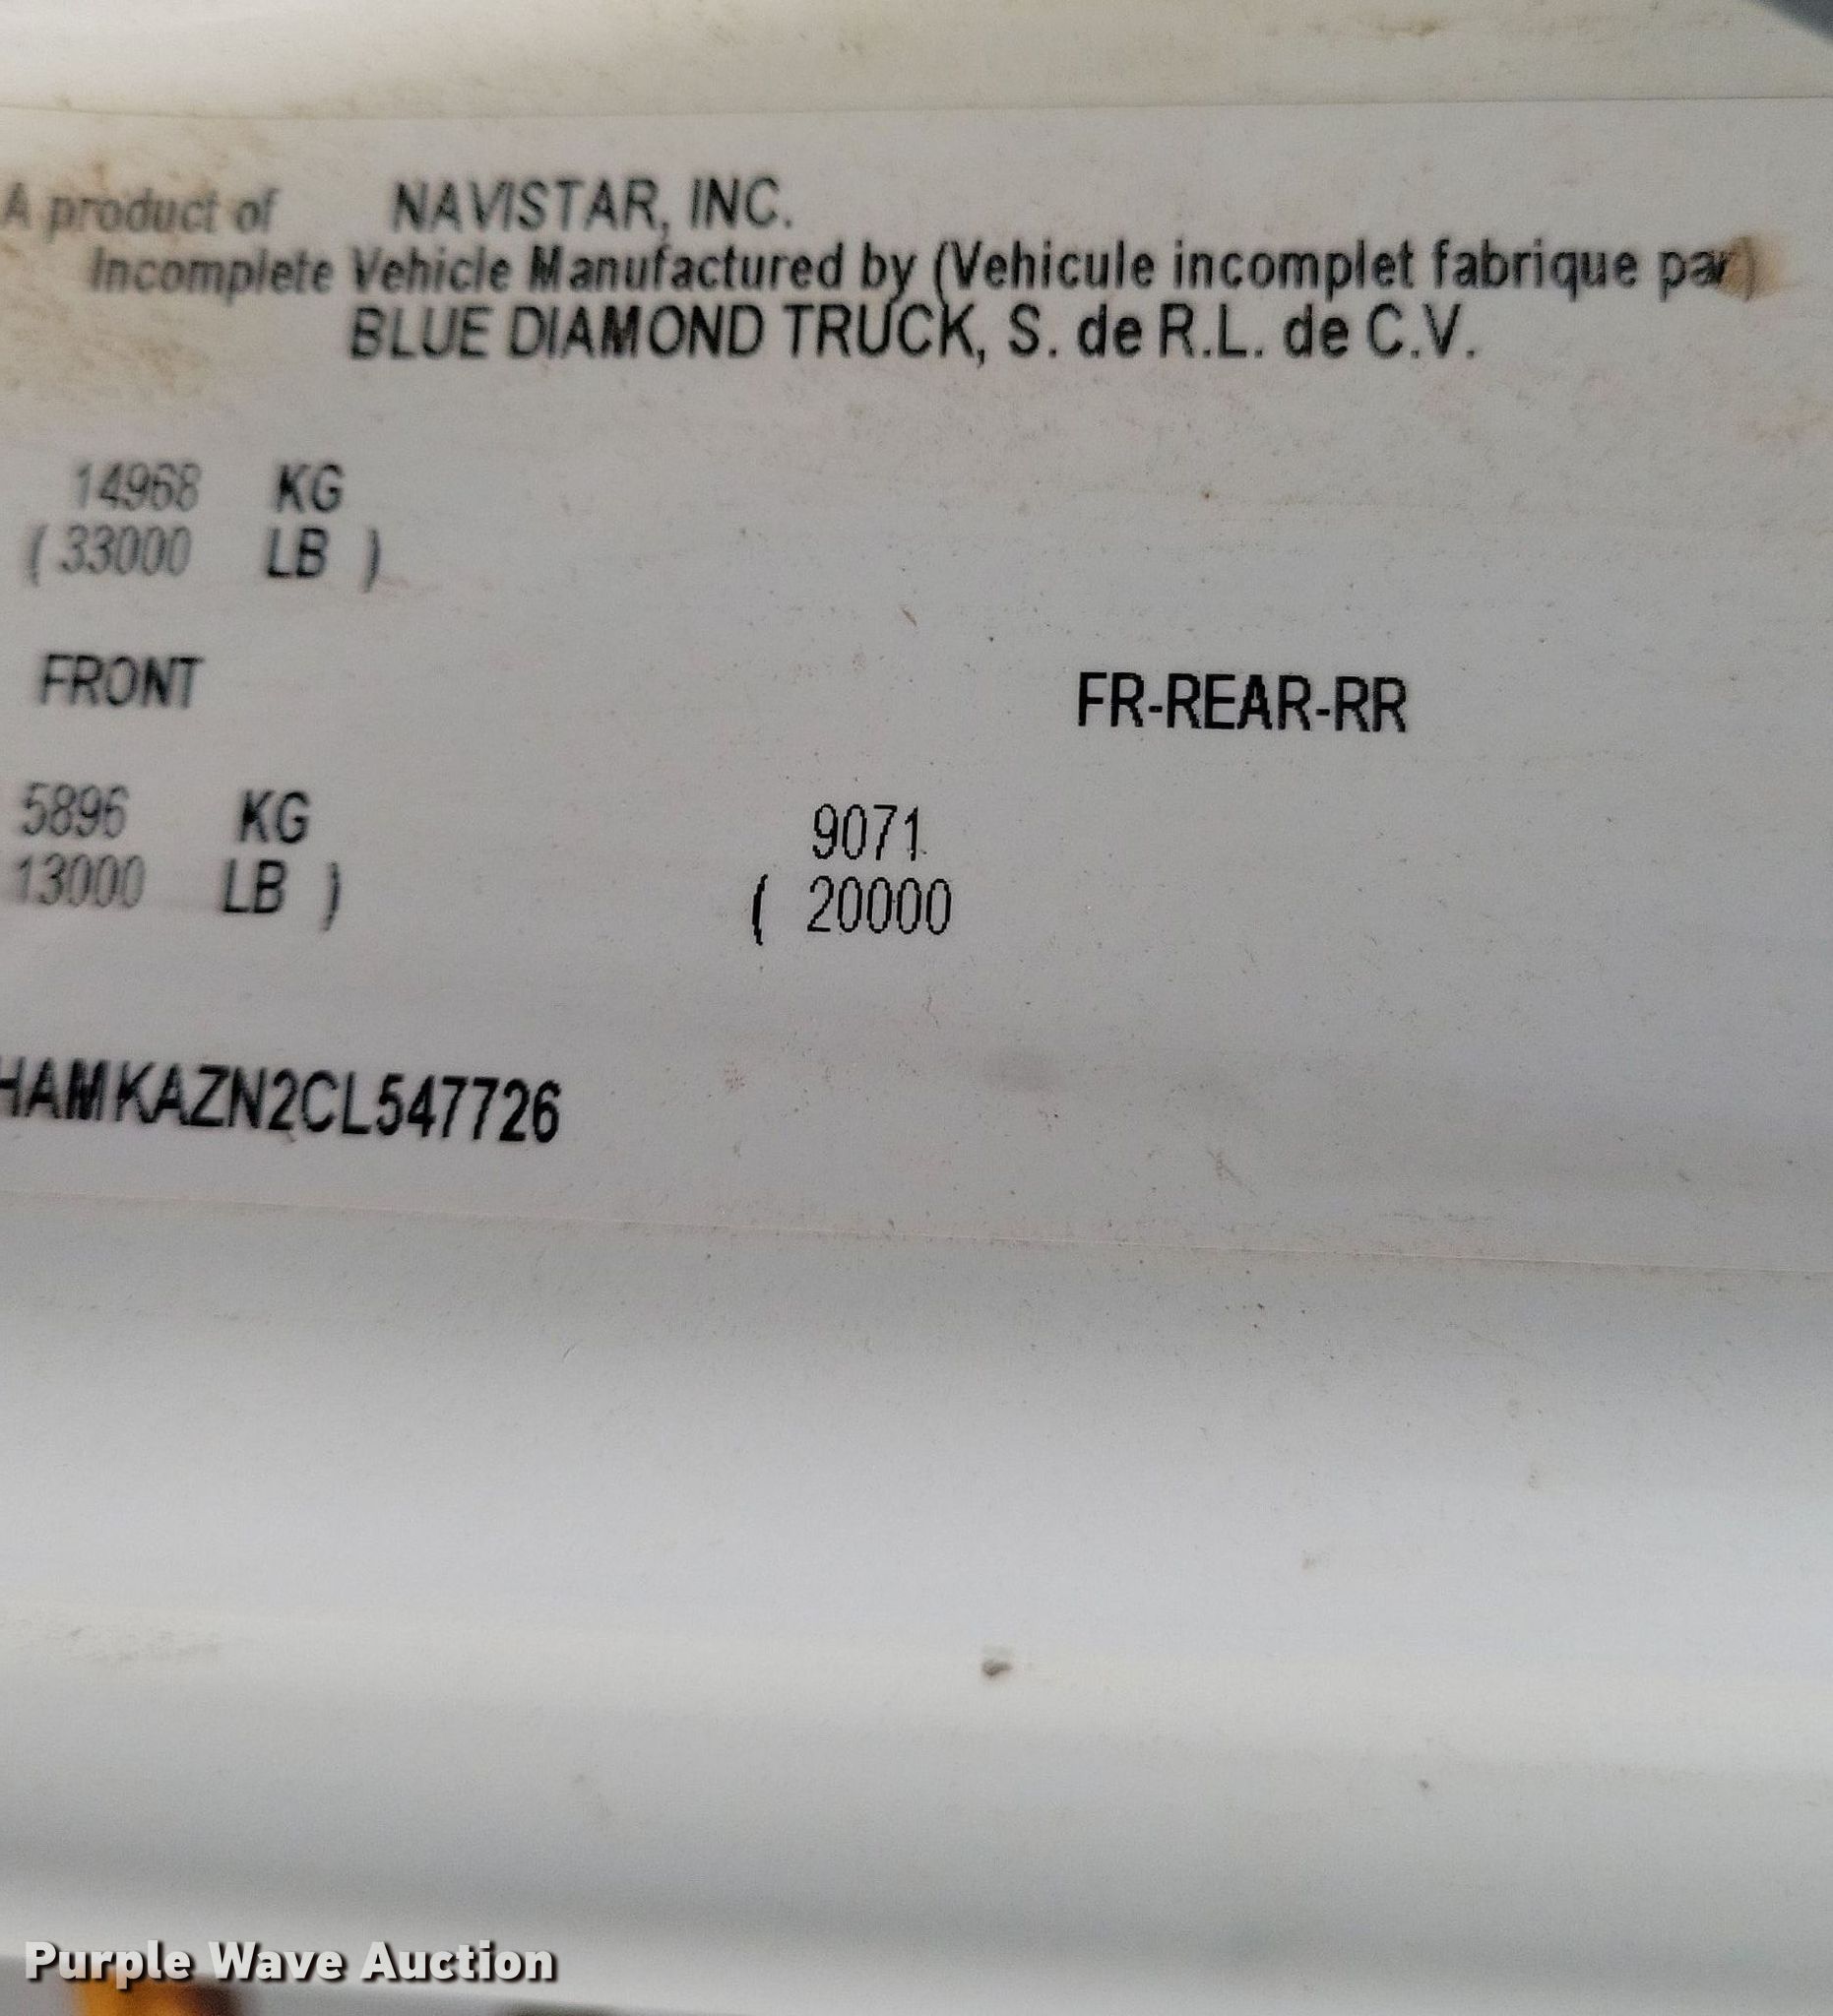 A product of NAVISTAR, INC.
Incomplete Vehicle Manufactured by (Vehicule incomplet fabrique par)
BLUE DIAMOND TRUCK, S. de R.L. de C.V.
14968 KG
( 33000 LB )
FRONT FR-REAR-RR
5896 KG 9071
13000 LB ) ( 20000
HAMKAZN2CL547726
Purple Wave Auction